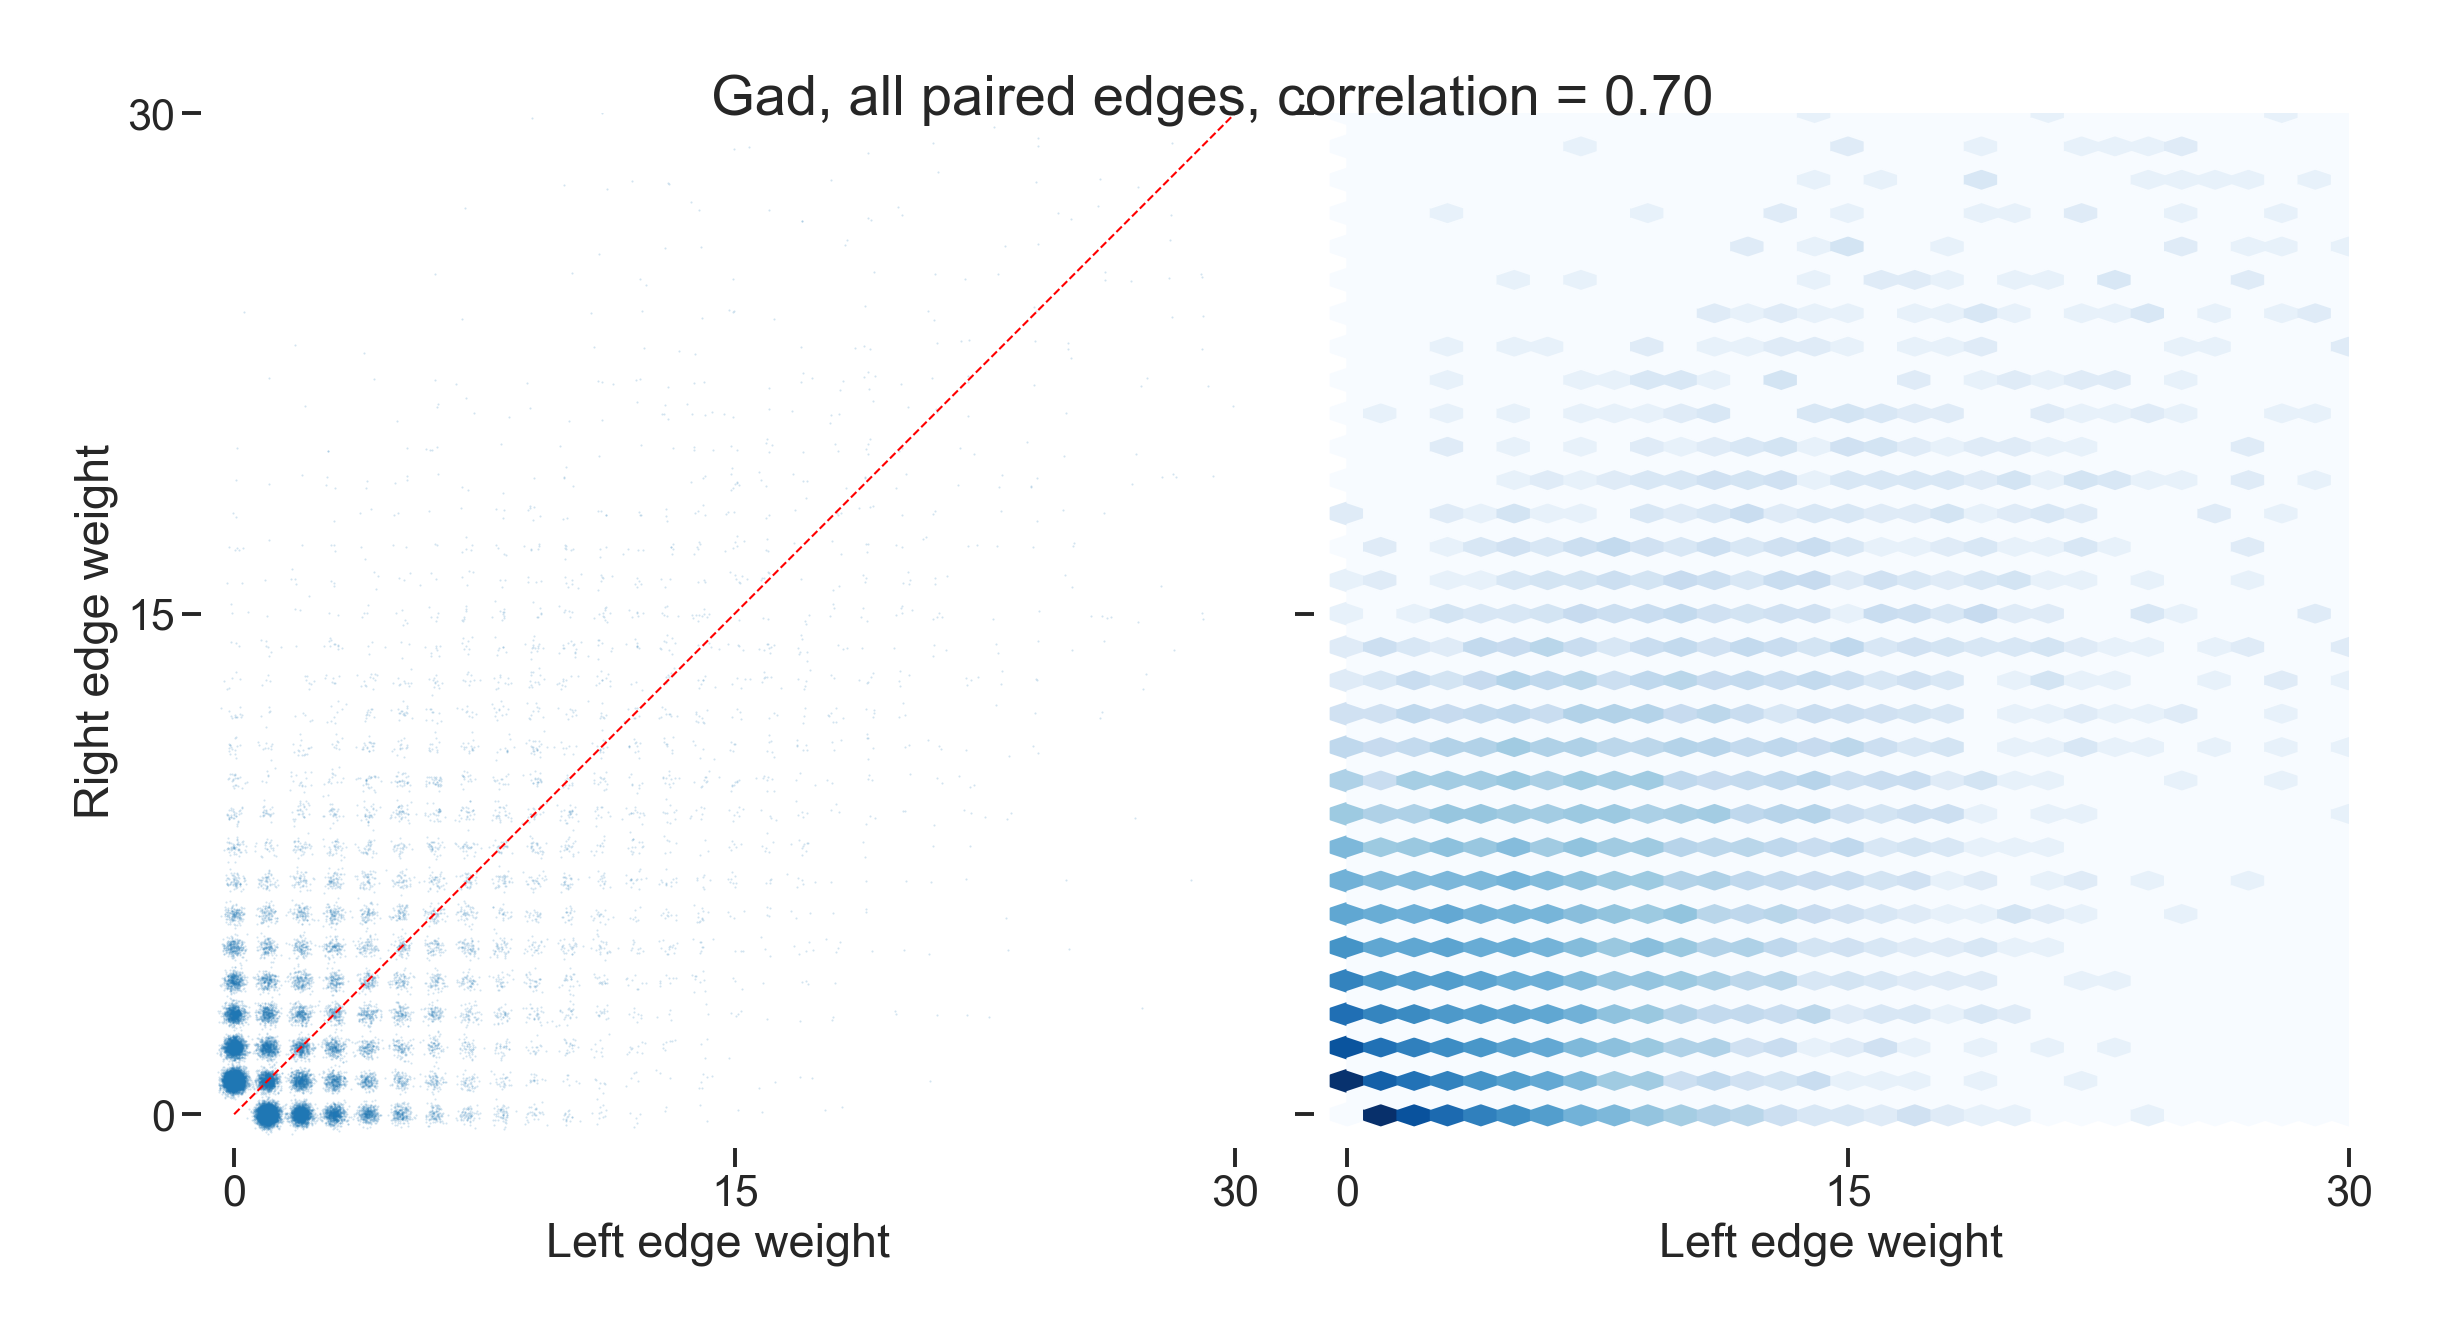 Gad, all paired edges, correlation = 0.70
30
15
0
Right edge weight
0 15 30
Left edge weight
0 15 30
Left edge weight